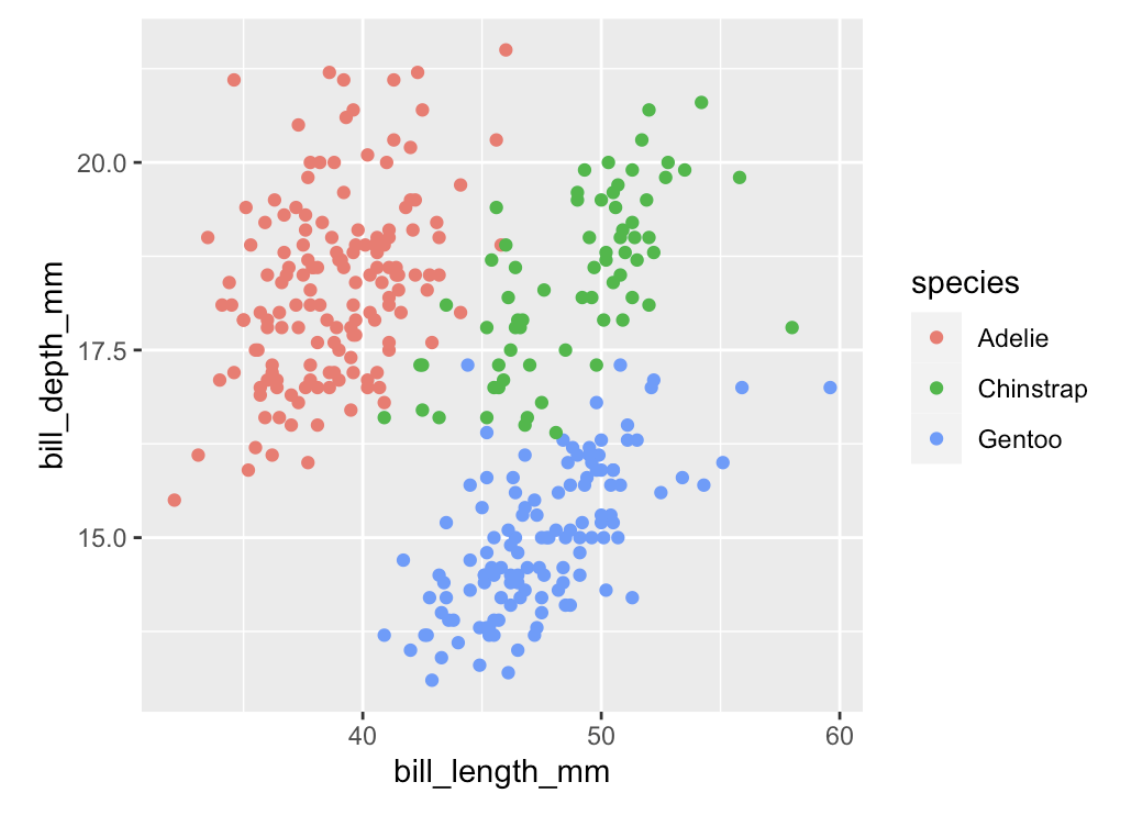 bill_depth_mm
20.0
17.5
15.0
40
50
60
bill_length_mm
species
Adelie
Chinstrap
Gentoo